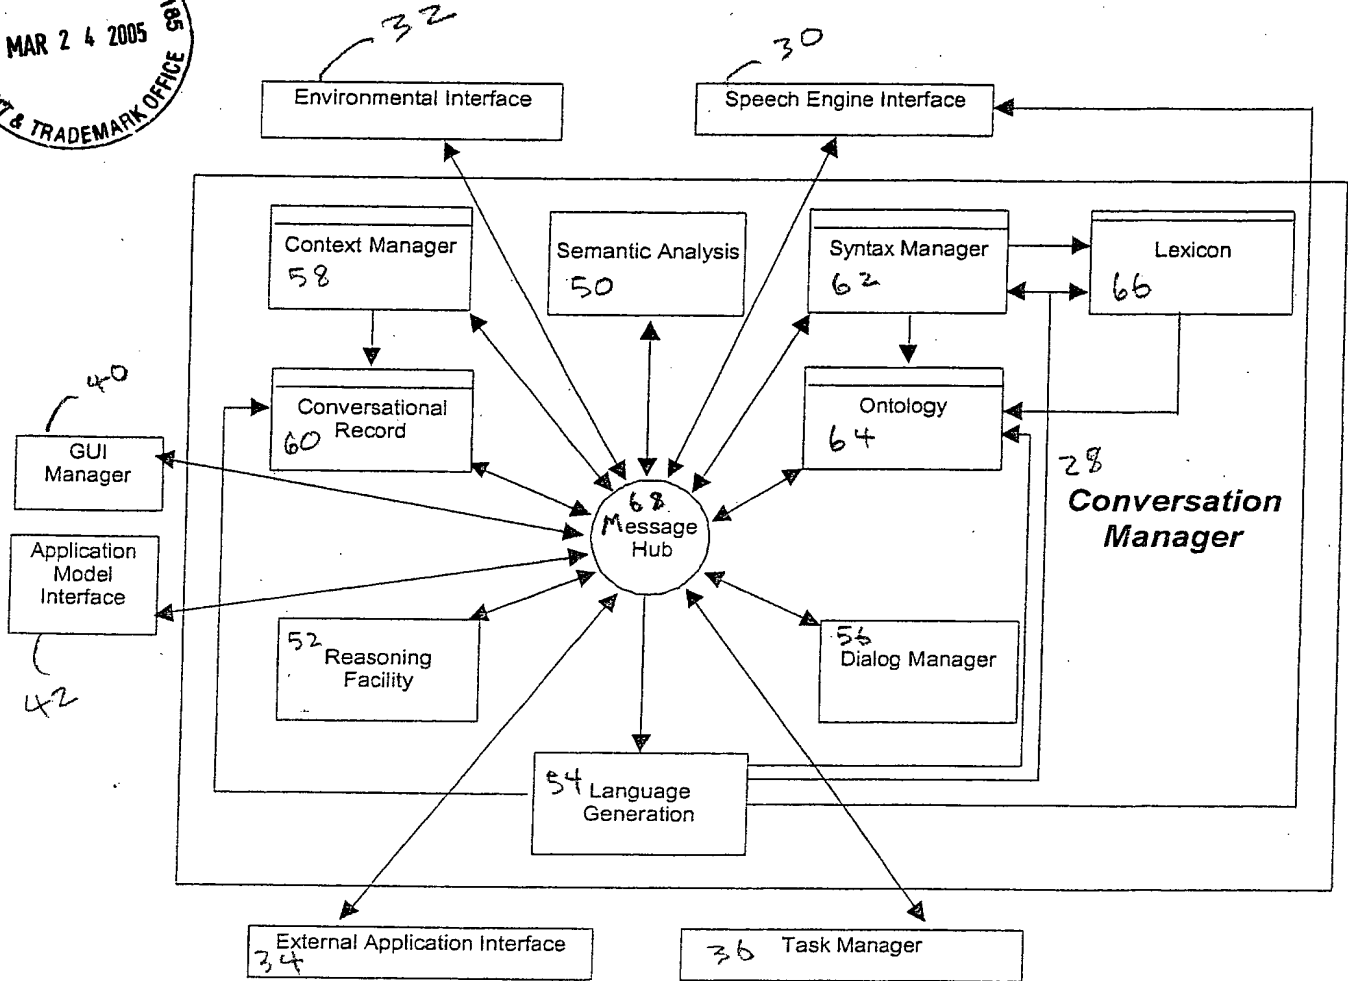 185
MAR 2 4 2005
& TRADEMARK OFFICE
32
30
Environmental Interface
Speech Engine Interface
Context Manager
58
Semantic Analysis
50
Syntax Manager
62
Lexicon
66
40
Conversational
Record
60
Ontology
64
GUI
Manager
28
Conversation
Manager
68
Message
Hub
Application
Model
Interface
42
52
Reasoning
Facility
56
Dialog Manager
54
Language
Generation
External Application Interface
34
36
Task Manager